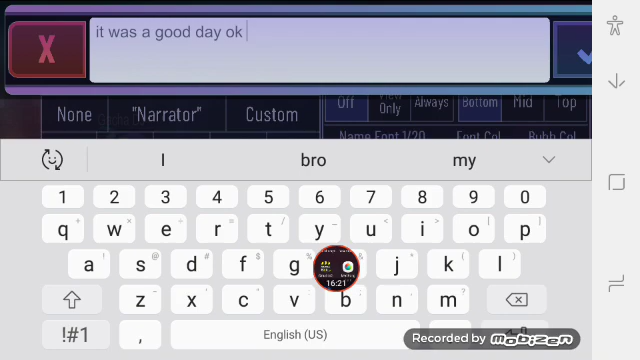 X it was a good day ok
Off View Only Always Bottom Mid Top
None "Narrator" Custom
Name Font 1/20 Font Col Bubb Col
I bro my
1 2 3 4 5 6 7 8 9 0
q w e r t y u i o p
a s d f g j k l
16:21
z x c v b n m
!#1 , English (US)
Recorded by mobizen